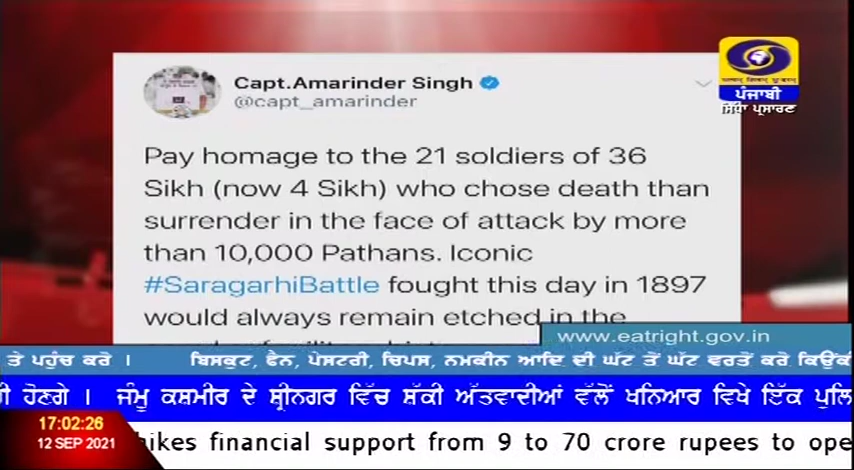 Capt.Amarinder Singh
@capt_amarinder
ਪੰਜਾਬੀ
ਸਿੱਧਾ ਪ੍ਰਸਾਰਣ
Pay homage to the 21 soldiers of 36
Sikh (now 4 Sikh) who chose death than
surrender in the face of attack by more
than 10,000 Pathans. Iconic
#SaragarhiBattle fought this day in 1897
would always remain etched in the
www.eatright.gov.in
ਤੇ ਪਹੁੰਚ ਕਰੋ । ਬਿਸਕੁਟ, ਫੈਨ, ਪੇਸਟਰੀ, ਚਿਪਸ, ਨਮਕੀਨ ਆਦਿ ਦੀ ਘੱਟ ਤੋਂ ਘੱਟ ਵਰਤੋਂ ਕਰੋ ਕਿਉਂਕਿ
ਹੋਣਗੇ । ਜੰਮੂ ਕਸ਼ਮੀਰ ਦੇ ਸ਼੍ਰੀਨਗਰ ਵਿੱਚ ਸ਼ੱਕੀ ਅੱਤਵਾਦੀਆਂ ਵੱਲੋਂ ਖਨਿਆਰ ਵਿਖੇ ਇੱਕ ਪੁਲਿ
17:02:26
12 SEP 2021
hikes financial support from 9 to 70 crore rupees to ope